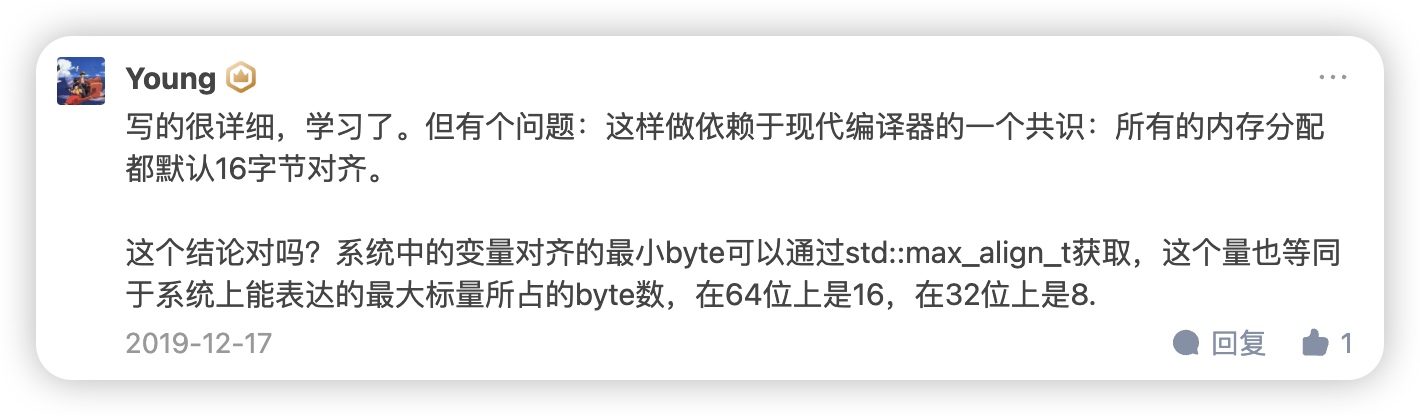 Young
写的很详细，学习了。但有个问题：这样做依赖于现代编译器的一个共识：所有的内存分配
都默认16字节对齐。
这个结论对吗？系统中的变量对齐的最小byte可以通过std::max_align_t获取，这个量也等同
于系统上能表达的最大标量所占的byte数，在64位上是16，在32位上是8.
2019-12-17
回复
1